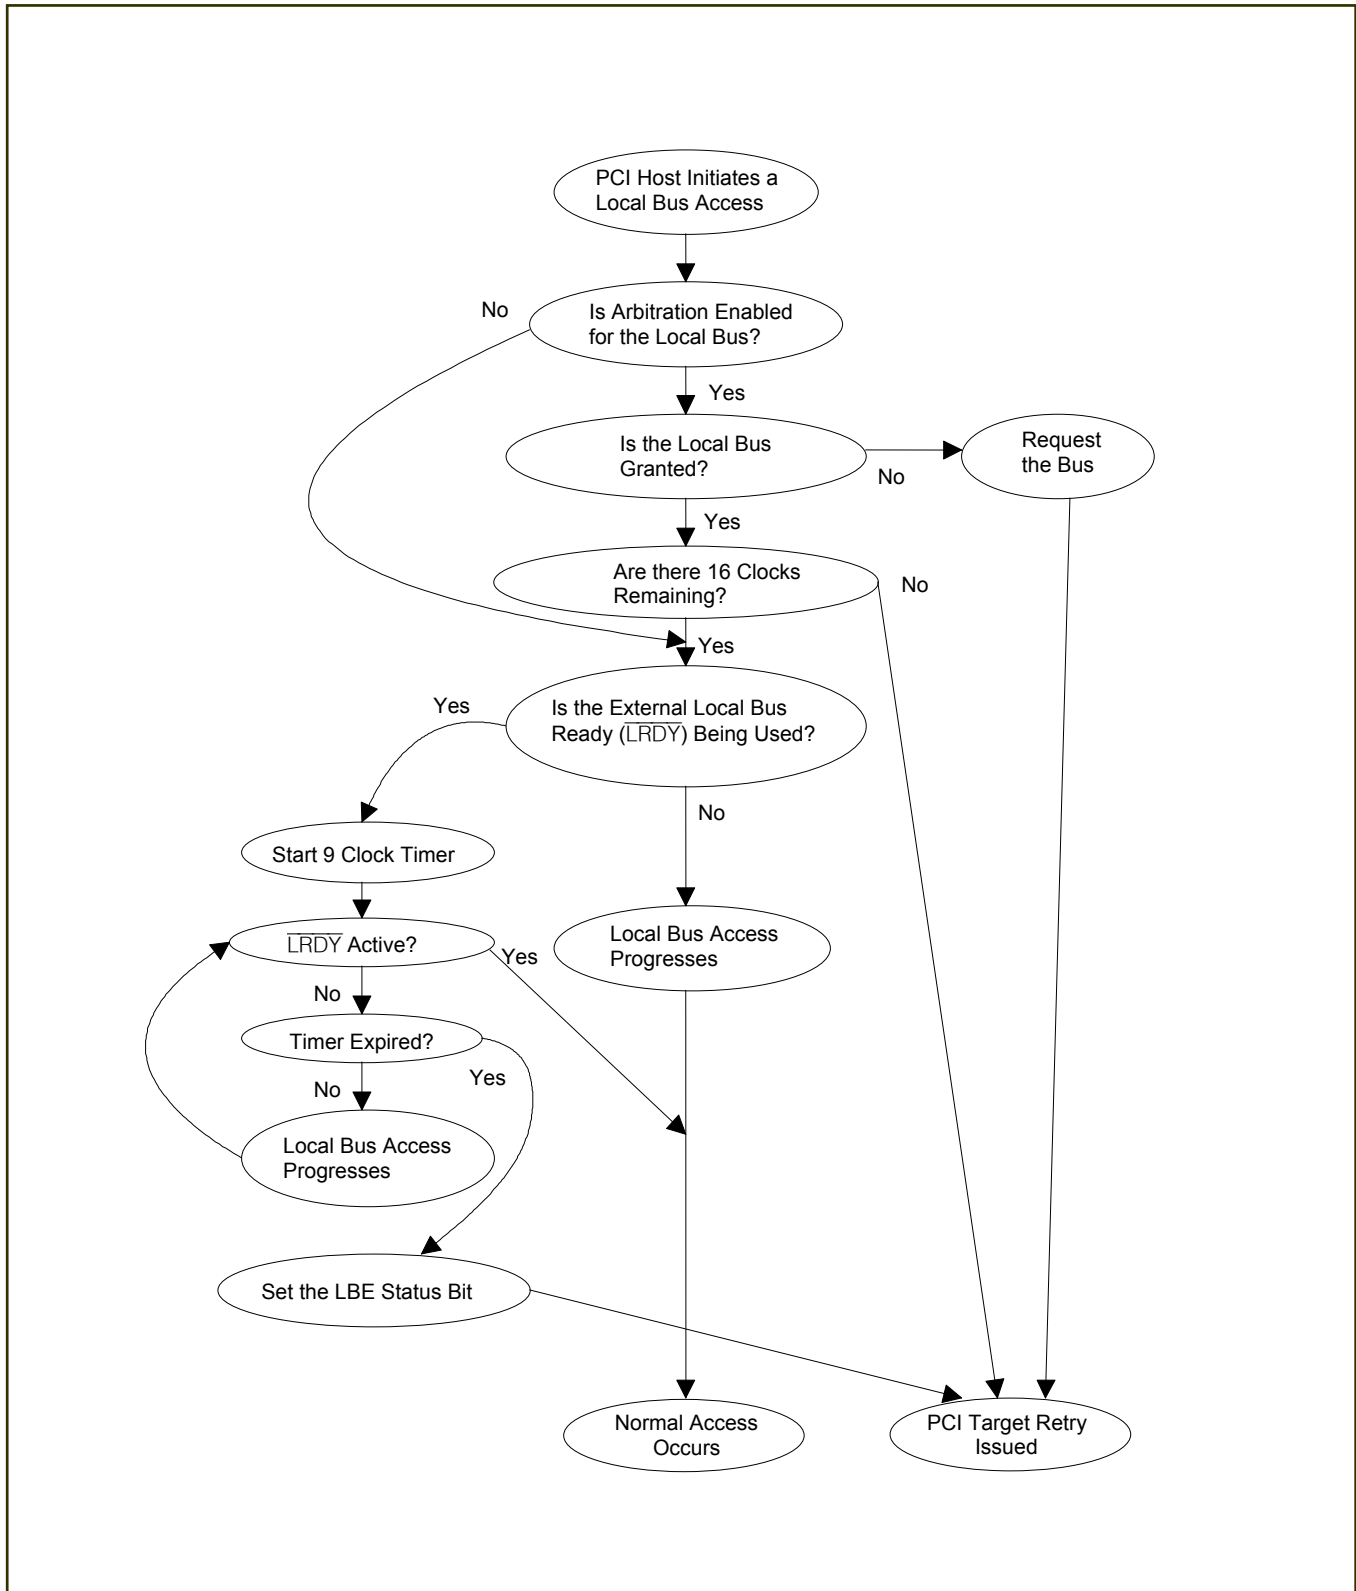 PCI Host Initiates a
Local Bus Access
No
Is Arbitration Enabled
for the Local Bus?
Yes
Is the Local Bus
Granted?
No
Request
the Bus
Yes
Are there 16 Clocks
Remaining?
No
Yes
Is the External Local Bus
Ready (L̅R̅D̅Y̅) Being Used?
Yes
No
Start 9 Clock Timer
L̅R̅D̅Y̅ Active?
Yes
Local Bus Access
Progresses
No
Timer Expired?
Yes
No
Local Bus Access
Progresses
Set the LBE Status Bit
Normal Access
Occurs
PCI Target Retry
Issued